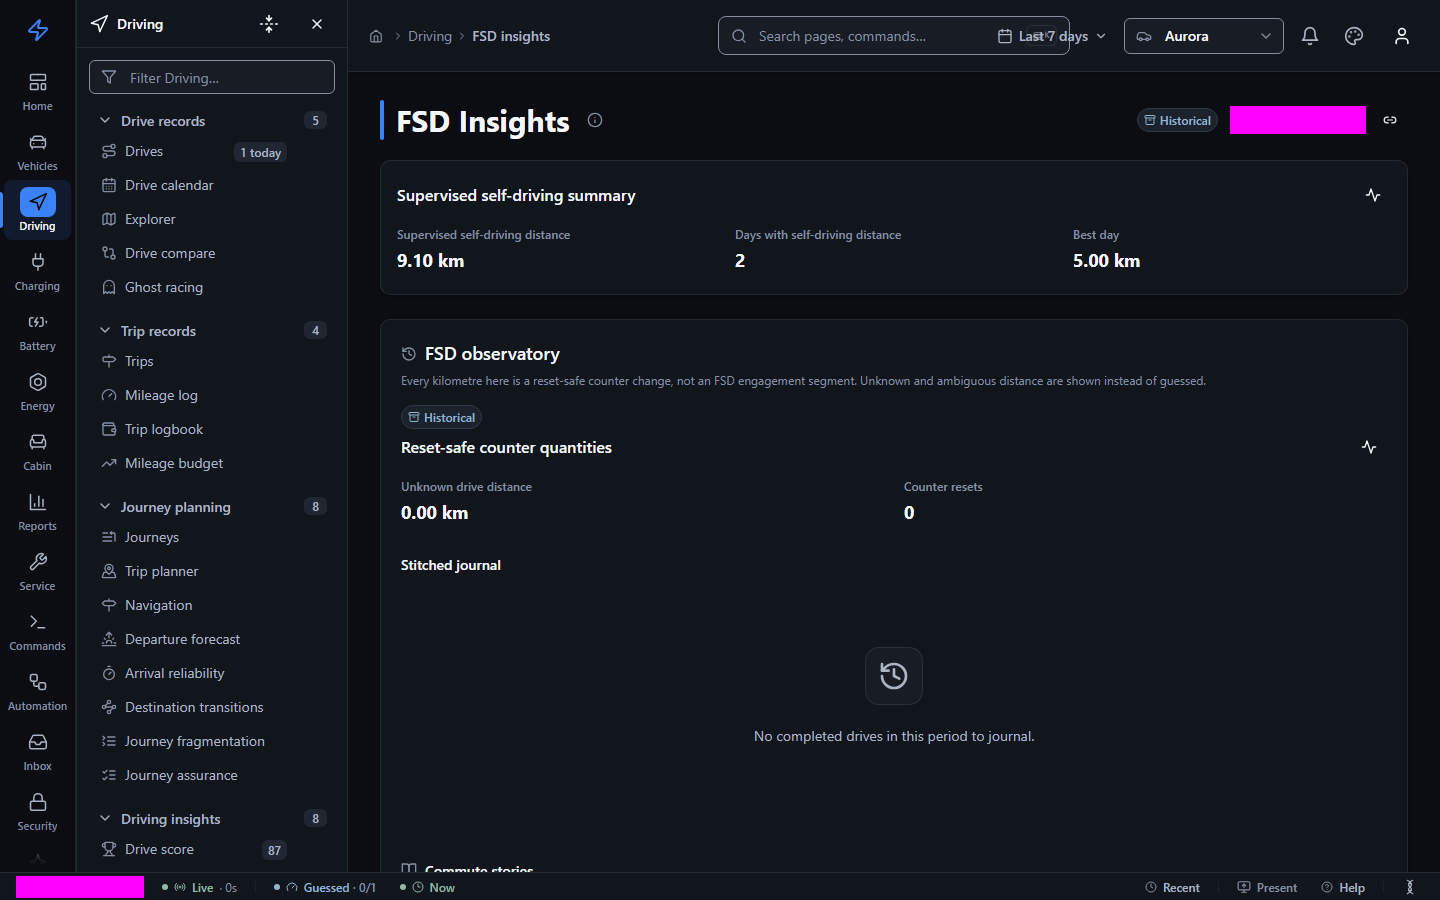 Home
Vehicles
Driving
Charging
Battery
Energy
Cabin
Reports
Service
Commands
Automation
Inbox
Security
Driving
Filter Driving...
Drive records 5
Drives 1 today
Drive calendar
Explorer
Drive compare
Ghost racing
Trip records 4
Trips
Mileage log
Trip logbook
Mileage budget
Journey planning 8
Journeys
Trip planner
Navigation
Departure forecast
Arrival reliability
Destination transitions
Journey fragmentation
Journey assurance
Driving insights 8
Drive score 87
Driving FSD insights
Search pages, commands...
Last 7 days
Aurora
FSD Insights
Historical
Supervised self-driving summary
Supervised self-driving distance
9.10 km
Days with self-driving distance
2
Best day
5.00 km
FSD observatory
Every kilometre here is a reset-safe counter change, not an FSD engagement segment. Unknown and ambiguous distance are shown instead of guessed.
Historical
Reset-safe counter quantities
Unknown drive distance
0.00 km
Counter resets
0
Stitched journal
No completed drives in this period to journal.
Commute stories
Live · 0s
Guessed · 0/1
Now
Recent
Present
Help